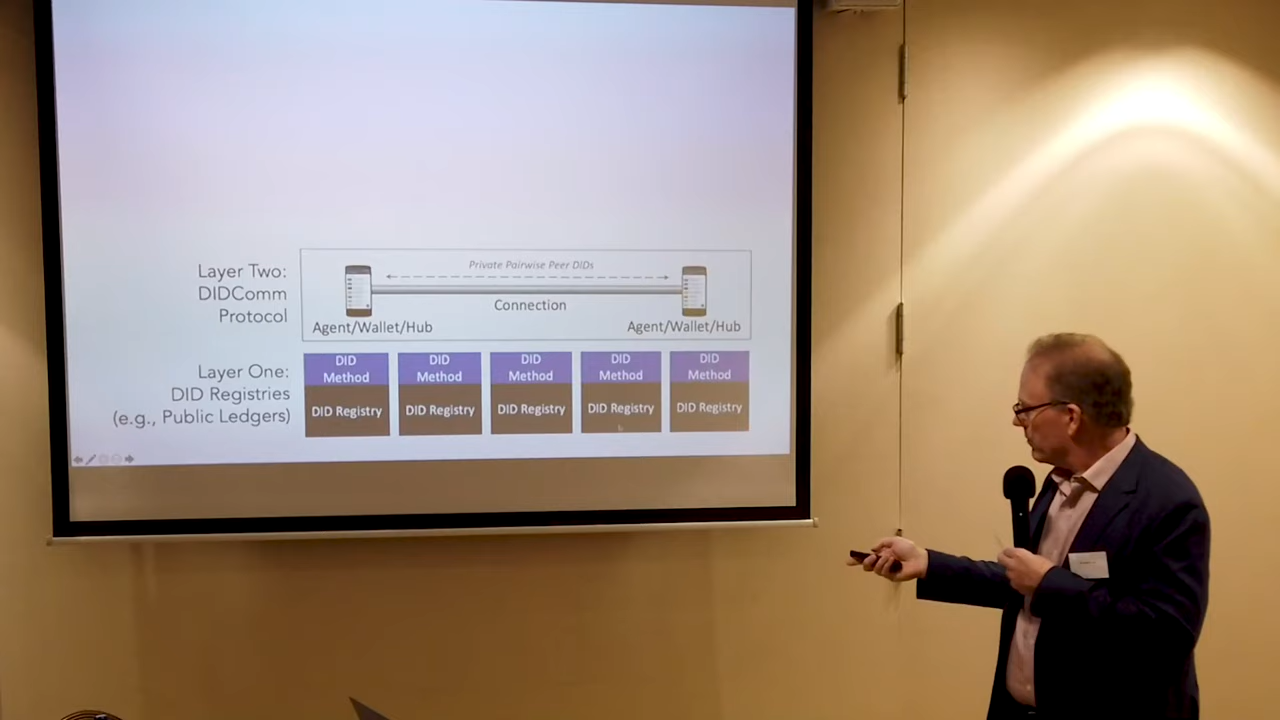 Private Pairwise Peer DIDs
Layer Two:
DIDComm
Protocol
Connection
Agent/Wallet/Hub
Agent/Wallet/Hub
Layer One:
DID Registries
(e.g., Public Ledgers)
DID
Method
DID
Method
DID
Method
DID
Method
DID
Method
DID Registry
DID Registry
DID Registry
DID Registry
DID Registry